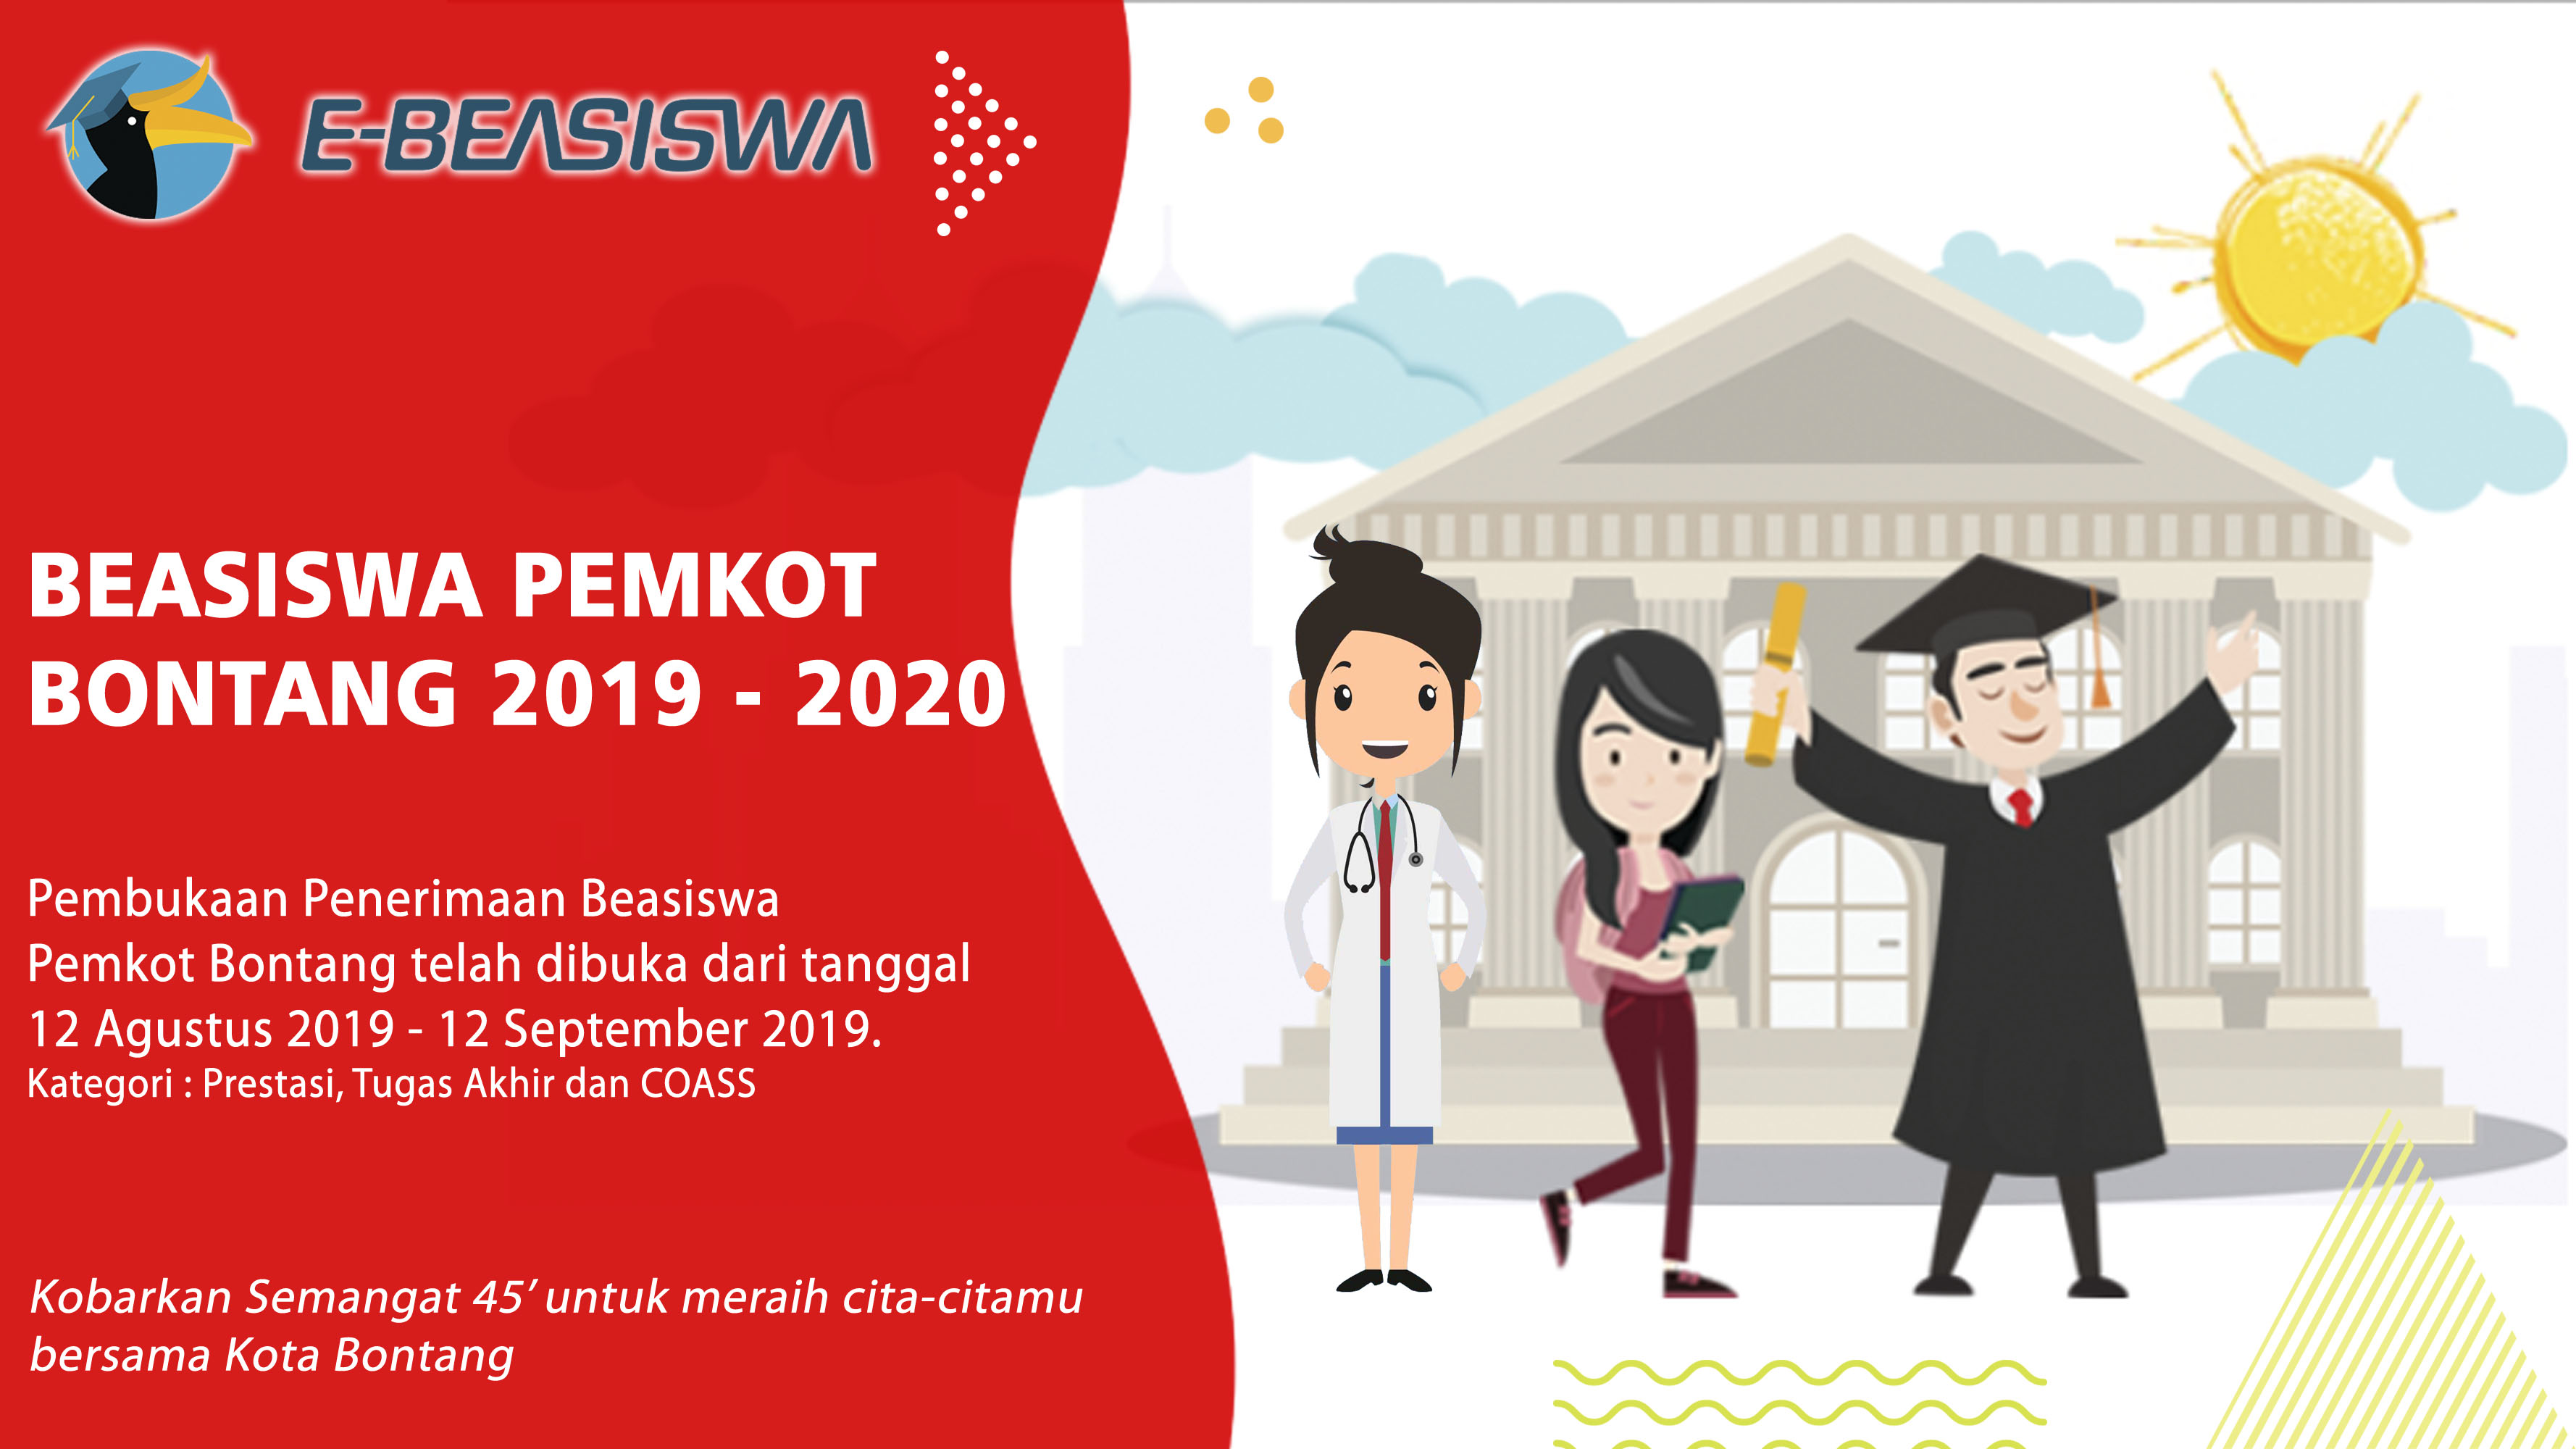 E-BEASISWA
BEASISWA PEMKOT
BONTANG 2019 - 2020
Pembukaan Penerimaan Beasiswa
Pemkot Bontang telah dibuka dari tanggal
12 Agustus 2019 - 12 September 2019.
Kategori : Prestasi, Tugas Akhir dan COASS
Kobarkan Semangat 45’ untuk meraih cita-citamu
bersama Kota Bontang